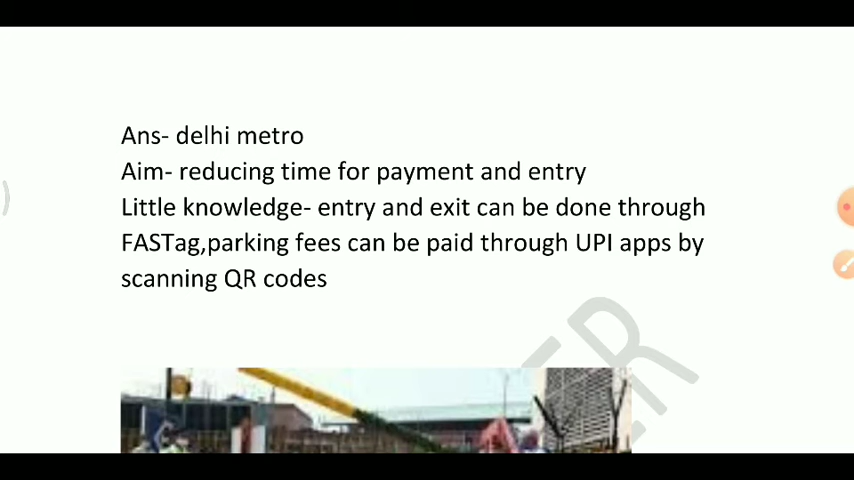 Ans- delhi metro
Aim- reducing time for payment and entry
Little knowledge- entry and exit can be done through
FASTag,parking fees can be paid through UPI apps by
scanning QR codes